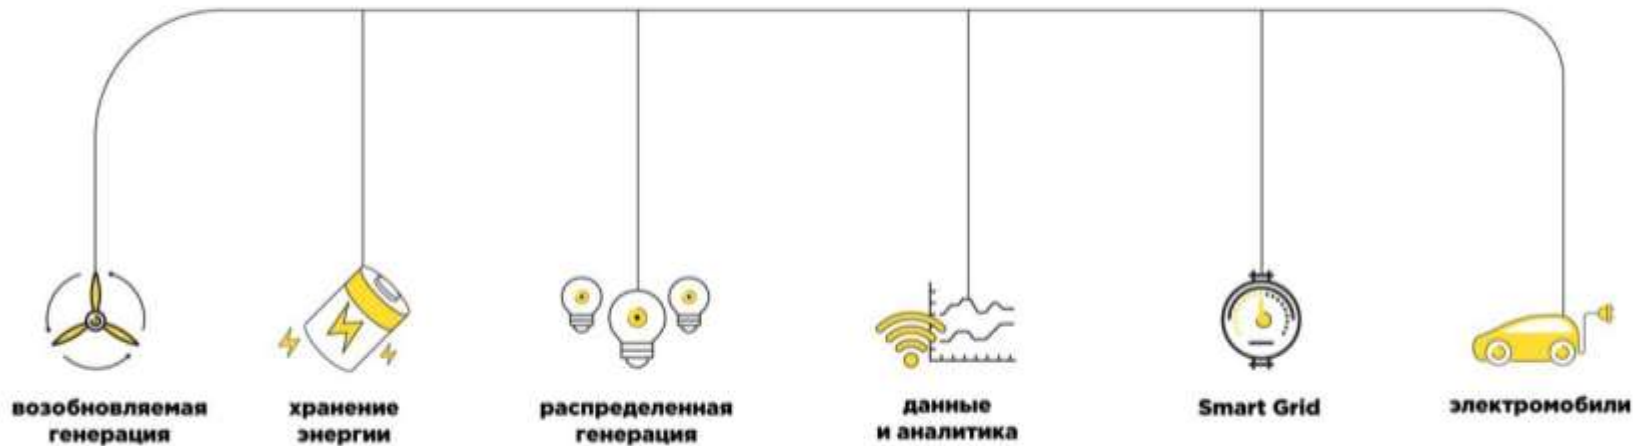 возобновляемая
генерация
хранение
энергии
распределенная
генерация
данные
и аналитика
Smart Grid
электромобили